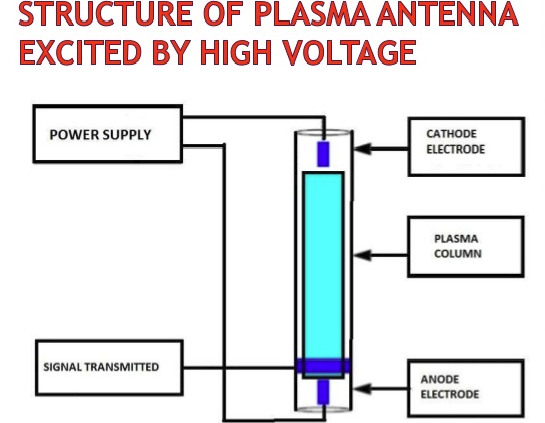 STRUCTURE OF PLASMA ANTENNA
EXCITED BY HIGH VOLTAGE
POWER SUPPLY
CATHODE
ELECTRODE
PLASMA
COLUMN
SIGNAL TRANSMITTED
ANODE
ELECTRODE